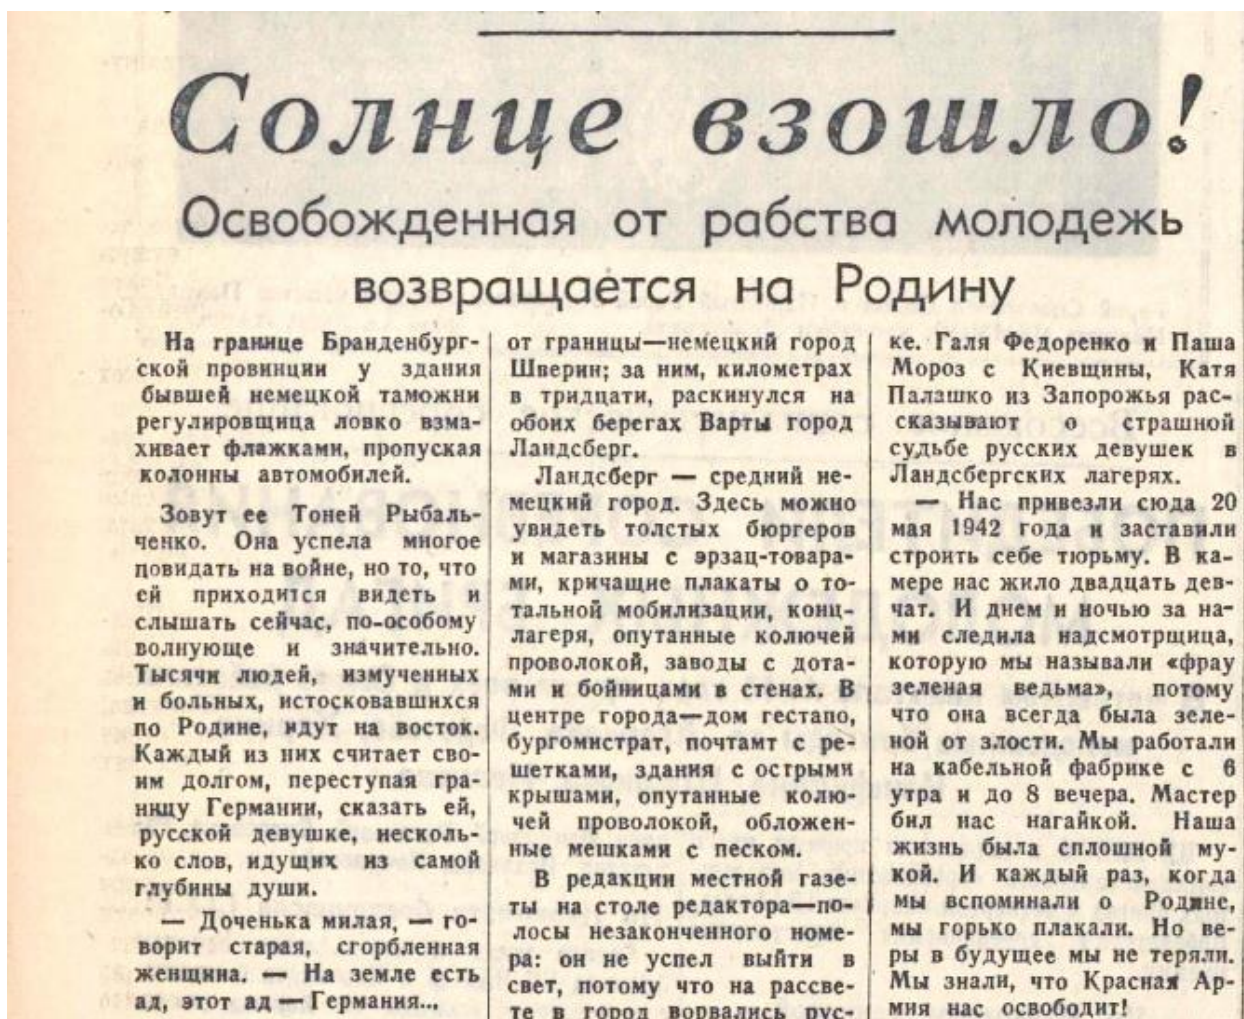 Солнце взошло!
Освобожденная от рабства молодежь
возвращается на Родину
На границе Бранденбург-
ской провинции у здания
бывшей немецкой таможни
регулировщица ловко взма-
хивает флажками, пропуская
колонны автомобилей.
Зовут ее Тоней Рыбаль-
ченко. Она успела многое
повидать на войне, но то, что
ей приходится видеть и
слышать сейчас, по-особому
волнующе и значительно.
Тысячи людей, измученных
и больных, истосковавшихся
по Родине, идут на восток.
Каждый из них считает сво-
им долгом, переступая гра-
ницу Германии, сказать ей,
русской девушке, несколь-
ко слов, идущих из самой
глубины души.
— Доченька милая, — го-
ворит старая, сгорбленная
женщина. — На земле есть
ад, этот ад — Германия...
от границы—немецкий город
Шверин; за ним, километрах
в тридцати, раскинулся на
обоих берегах Варты город
Ландсберг.
Ландсберг — средний не-
мецкий город. Здесь можно
увидеть толстых бюргеров
и магазины с эрзац-товара-
ми, кричащие плакаты о то-
тальной мобилизации, конц-
лагеря, опутанные колючей
проволокой, заводы с дота-
ми и бойницами в стенах. В
центре города—дом гестапо,
бургомистрат, почтамт с ре-
шетками, здания с острыми
крышами, опутанные колю-
чей проволокой, обложен-
ные мешками с песком.
В редакции местной газе-
ты на столе редактора—по-
лосы незаконченного номе-
ра: он не успел выйти в
свет, потому что на рассве-
те в город ворвались рус-
ке. Галя Федоренко и Паша
Мороз с Киевщины, Катя
Палашко из Запорожья рас-
сказывают о страшной
судьбе русских девушек в
Ландсбергских лагерях.
— Нас привезли сюда 20
мая 1942 года и заставили
строить себе тюрьму. В ка-
мере нас жило двадцать дев-
чат. И днем и ночью за на-
ми следила надсмотрщица,
которую мы называли «фрау
зеленая ведьма», потому
что она всегда была зеле-
ной от злости. Мы работали
на кабельной фабрике с 6
утра и до 8 вечера. Мастер
бил нас нагайкой. Наша
жизнь была сплошной му-
кой. И каждый раз, когда
мы вспоминали о Родине,
мы горько плакали. Но ве-
ры в будущее мы не теряли.
Мы знали, что Красная Ар-
мия нас освободит!